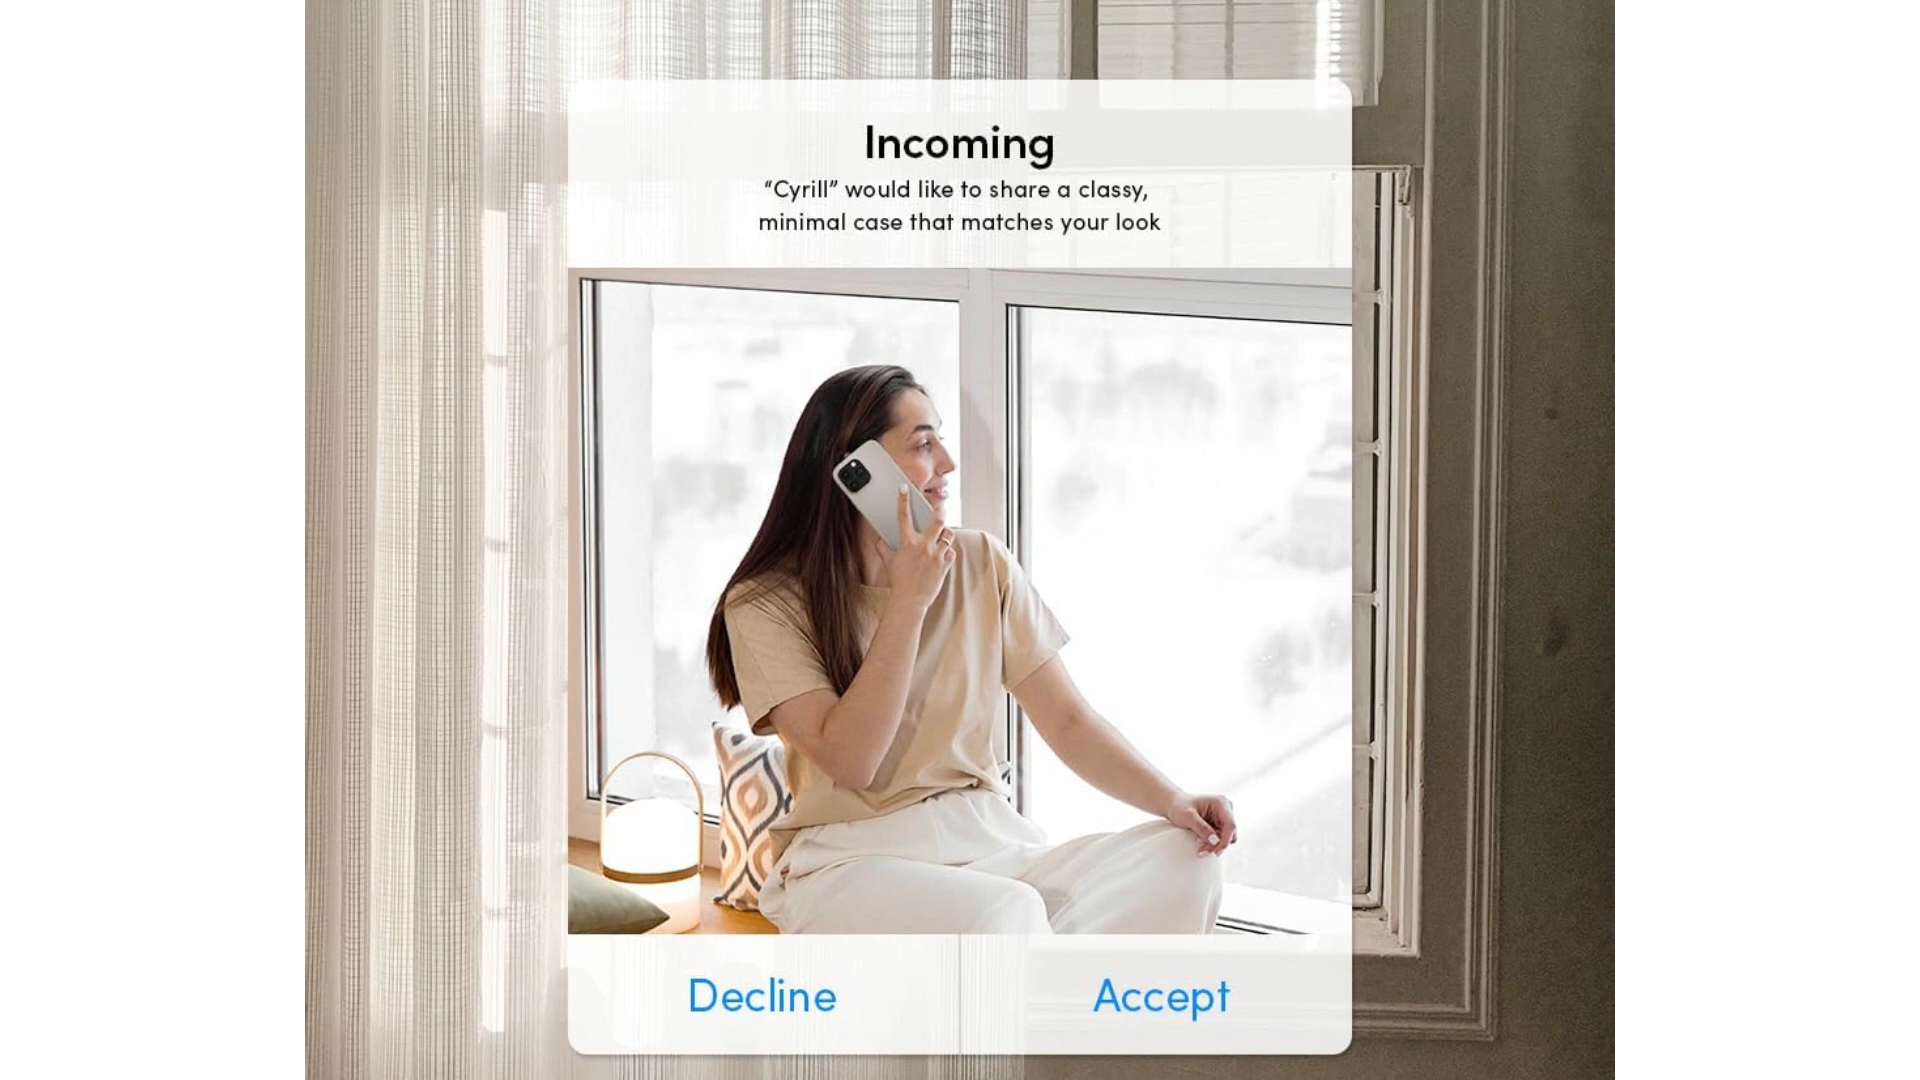 Incoming
“Cyrill” would like to share a classy,
minimal case that matches your look
Decline
Accept